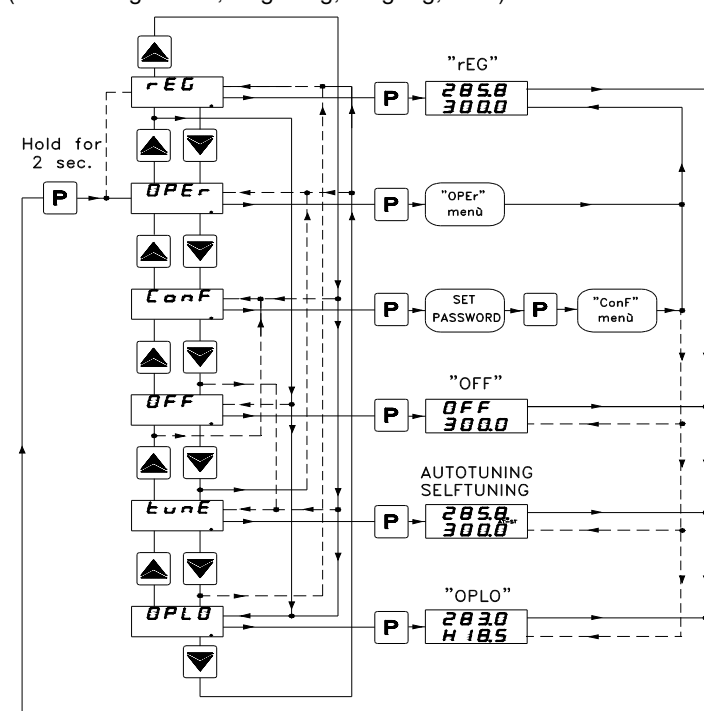 "rEG"
rEG
285.8
P
300.0
Hold for
2 sec.
P
OPEr
P
"OPEr"
menù
ConF
P
SET
PASSWORD
P
"ConF"
menù
"OFF"
OFF
P
OFF
300.0
AUTOTUNING
SELFTUNING
tunE
P
285.8
300.0
"OPLO"
OPLO
P
283.0
H 18.5